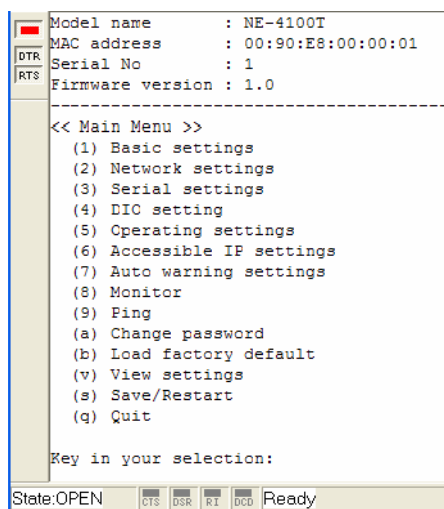 Model name       : NE-4100T
MAC address      : 00:90:E8:00:00:01
Serial No        : 1
Firmware version : 1.0
---------------------------------------
<< Main Menu >>
(1) Basic settings
(2) Network settings
(3) Serial settings
(4) DIC setting
(5) Operating settings
(6) Accessible IP settings
(7) Auto warning settings
(8) Monitor
(9) Ping
(a) Change password
(b) Load factory default
(v) View settings
(s) Save/Restart
(q) Quit
Key in your selection:
DTR
RTS
State:OPEN CTS DSR RI DCD Ready